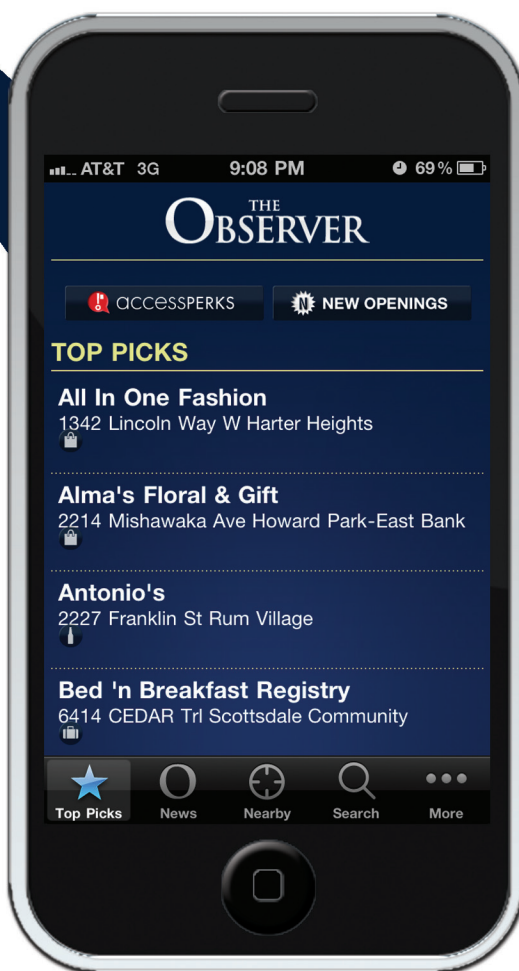 AT&T 3G 9:08 PM 69%
THE
OBSERVER
accessPERKS NEW OPENINGS
TOP PICKS
All In One Fashion
1342 Lincoln Way W Harter Heights
Alma's Floral & Gift
2214 Mishawaka Ave Howard Park-East Bank
Antonio's
2227 Franklin St Rum Village
Bed 'n Breakfast Registry
6414 CEDAR Trl Scottsdale Community
Top Picks News Nearby Search More